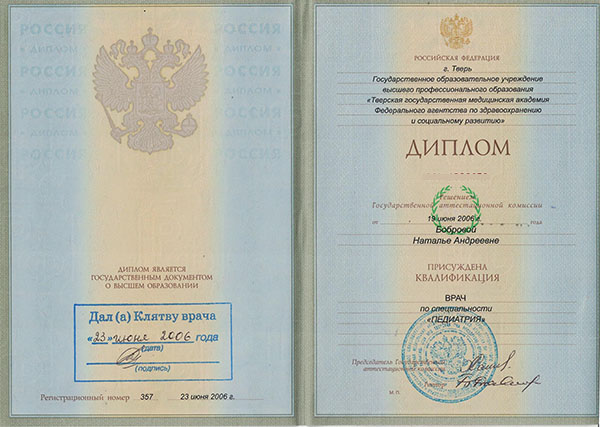 РОССИЯ
ДИПЛОМ
РОССИЯ
ДИПЛОМ ЯВЛЯЕТСЯ
ГОСУДАРСТВЕННЫМ ДОКУМЕНТОМ
О ВЫСШЕМ ОБРАЗОВАНИИ
Дал (а) Клятву врача
«23» июне 2006 года
(дата)
(подпись)
Регистрационный номер 357 23 июня 2006 г.
РОССИЙСКАЯ ФЕДЕРАЦИЯ
г. Тверь
Государственное образовательное учреждение
высшего профессионального образования
«Тверская государственная медицинская академия
Федерального агентства по здравоохранению
и социальному развитию»
ДИПЛОМ
Решением
Государственной аттестационной комиссии
от 19 июня 2006 г. года
Бобровой
Наталье Андреевне
ПРИСУЖДЕНА
КВАЛИФИКАЦИЯ
ВРАЧ
по специальности
«ПЕДИАТРИЯ»
Председатель Государственной
аттестационной комиссии
Ректор
М.П.